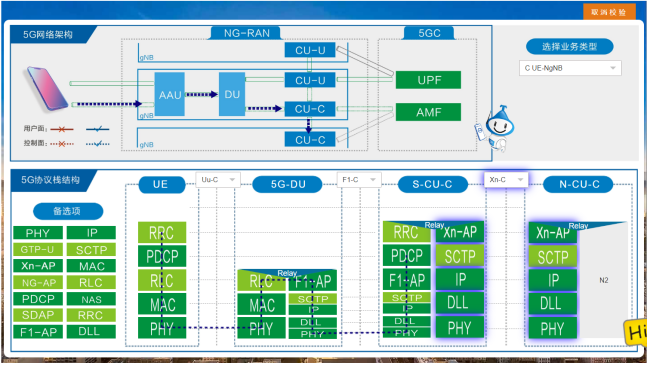 取消校验
5G网络架构
NG-RAN
5GC
选择业务类型
C UE-NgNB
gNB
CU-U
AAU
DU
CU-U
CU-C
gNB
CU-C
gNB
UPF
AMF
用户面:
控制面:
5G协议栈结构
UE
Uu-C
5G-DU
F1-C
S-CU-C
Xn-C
N-CU-C
备选项
PHY IP
GTP-U SCTP
Xn-AP MAC
NG-AP RLC
PDCP NAS
SDAP RRC
F1-AP DLL
RRC
PDCP
RLC
MAC
PHY
Relay
RLC F1-AP
MAC SCTP
IP
PHY DLL
PHY
Relay
RRC Xn-AP
PDCP SCTP
F1-AP IP
SCTP
IP DLL
DLL
PHY PHY
Relay
Xn-AP
SCTP
IP
DLL
PHY
N2
Hi